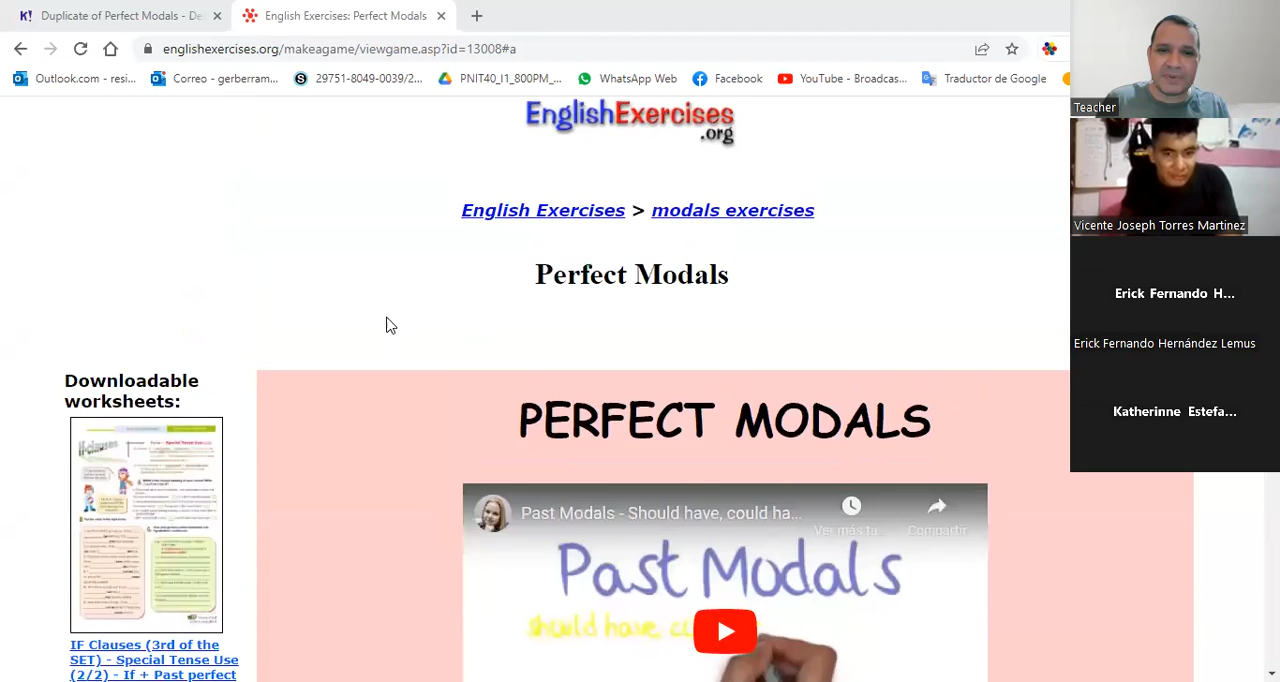 Duplicate of Perfect Modals - De
English Exercises: Perfect Modals
englishexercises.org/makeagame/viewgame.asp?id=13008#a
Outlook.com - resi...
Correo - gerberram...
29751-8049-0039/2...
PNIT40_I1_800PM_...
WhatsApp Web
Facebook
YouTube - Broadcas...
Traductor de Google
EnglishExercises
.org
English Exercises > modals exercises
Perfect Modals
Downloadable
worksheets:
If-clauses
IF Clauses (3rd of the
SET) - Special Tense Use
(2/2) - If + Past perfect
PERFECT MODALS
Past Modals - Should have, could ha...
Ver más ta...
Compartir
Past Modals
should have co
Teacher
Vicente Joseph Torres Martinez
Erick Fernando H...
Erick Fernando Hernández Lemus
Katherinne Estefa...